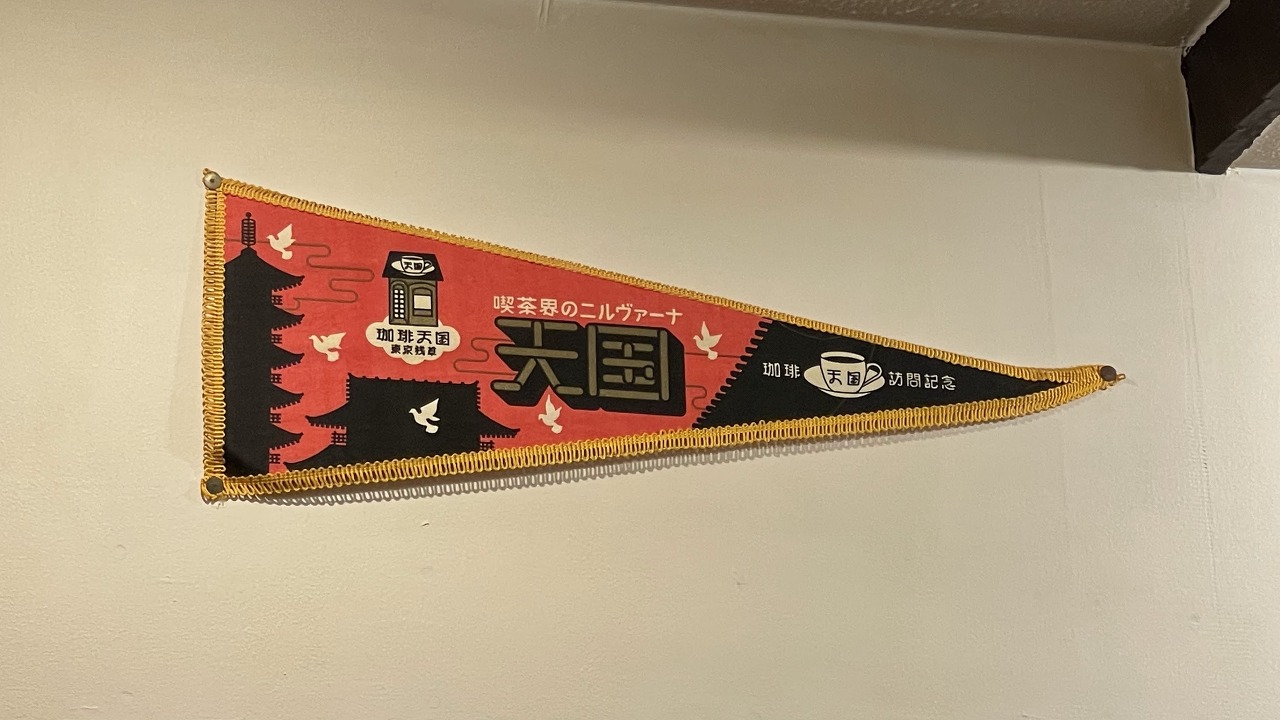 天国
珈琲天国
東京浅草
喫茶界のニルヴァーナ
天国
珈琲 天国 訪問記念